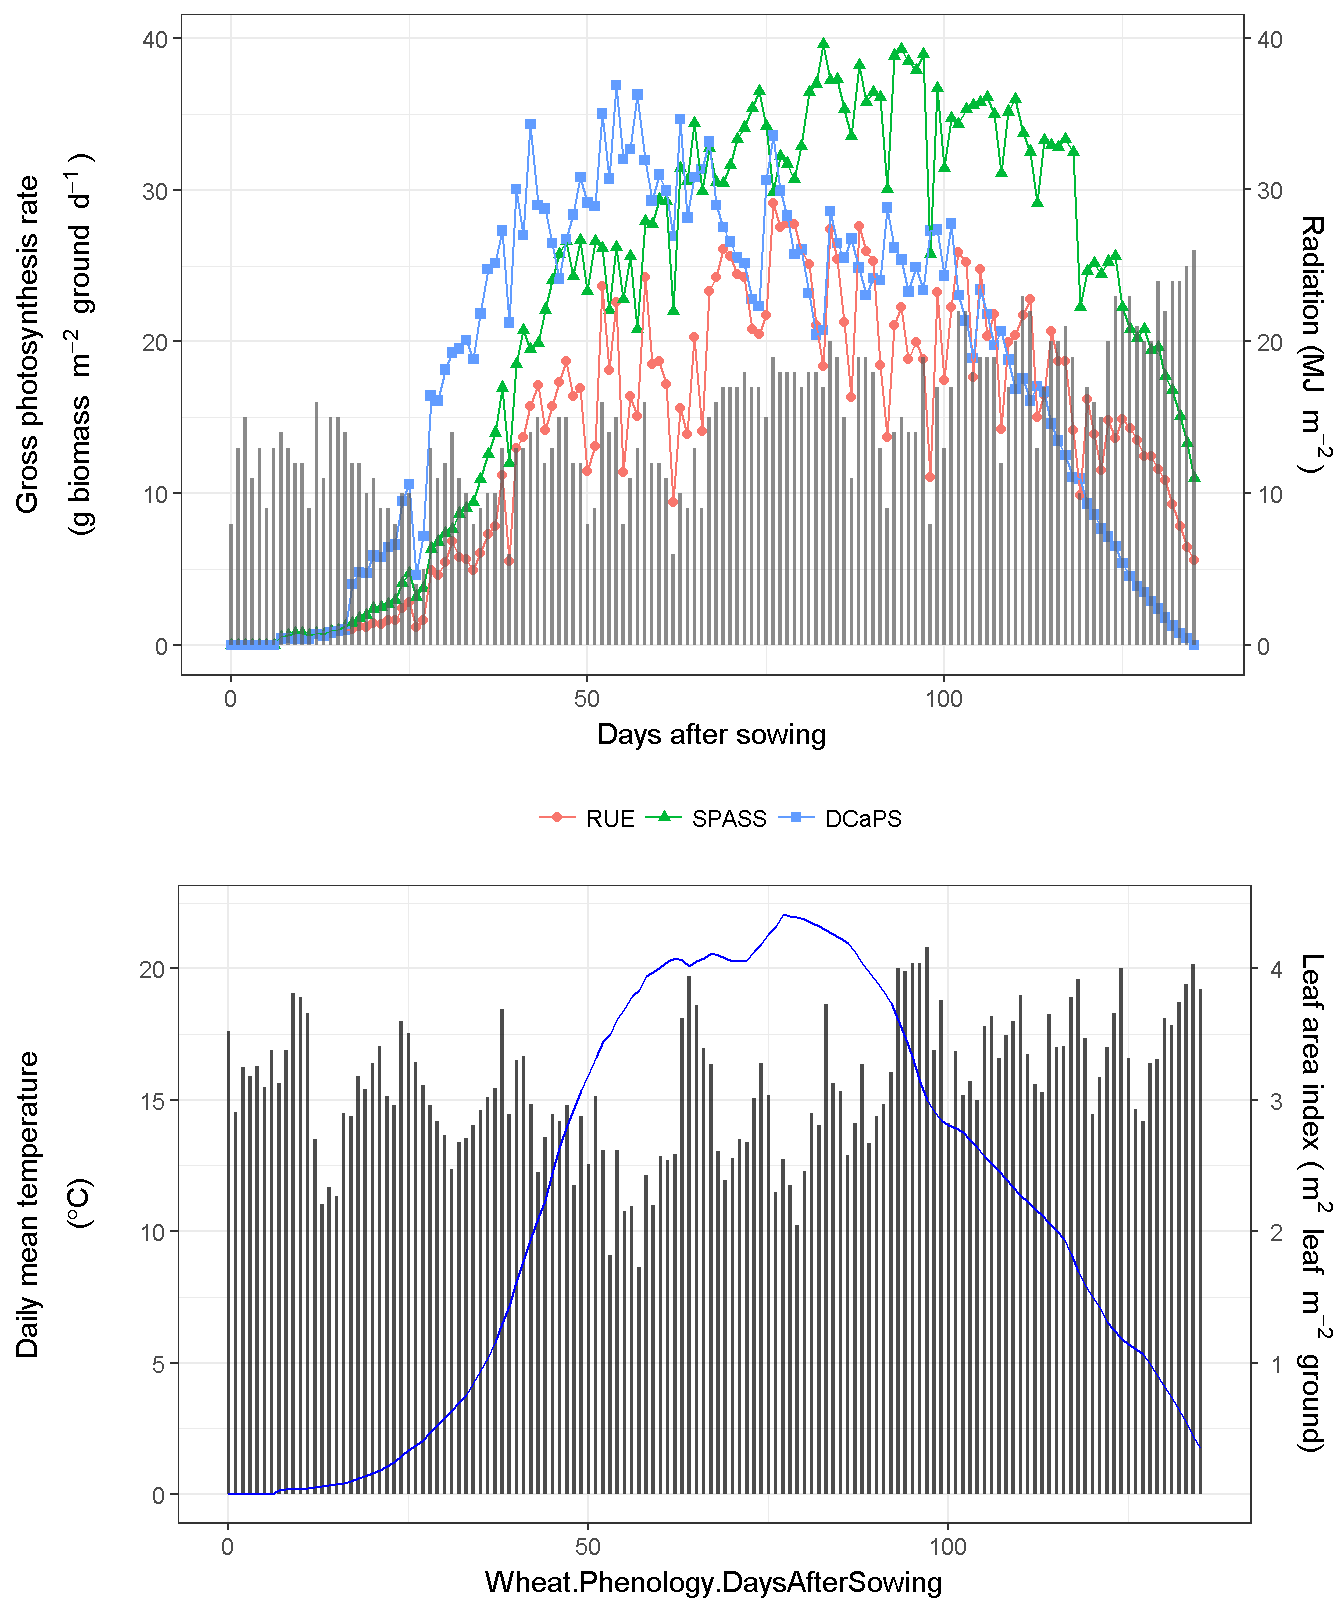 40
30
20
10
0
40
30
20
10
0
Gross photosynthesis rate
(g biomass m⁻² ground d⁻¹)
Radiation (MJ m⁻²)
0 50 100
Days after sowing
RUE SPASS DCaPS
20
15
10
5
0
4
3
2
1
Daily mean temperature
(°C)
Leaf area index (m² leaf m⁻² ground)
0 50 100
Wheat.Phenology.DaysAfterSowing